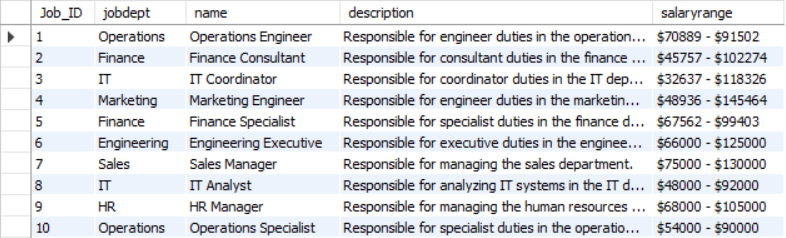 Job_ID jobdept name description salaryrange
1 Operations Operations Engineer Responsible for engineer duties in the operation... $70889 - $91502
2 Finance Finance Consultant Responsible for consultant duties in the finance ... $45757 - $102274
3 IT IT Coordinator Responsible for coordinator duties in the IT dep... $32637 - $118326
4 Marketing Marketing Engineer Responsible for engineer duties in the marketin... $48936 - $145464
5 Finance Finance Specialist Responsible for specialist duties in the finance d... $67562 - $99403
6 Engineering Engineering Executive Responsible for executive duties in the enginee... $66000 - $125000
7 Sales Sales Manager Responsible for managing the sales department. $75000 - $130000
8 IT IT Analyst Responsible for analyzing IT systems in the IT d... $48000 - $92000
9 HR HR Manager Responsible for managing the human resources ... $68000 - $105000
10 Operations Operations Specialist Responsible for specialist duties in the operatio... $54000 - $90000